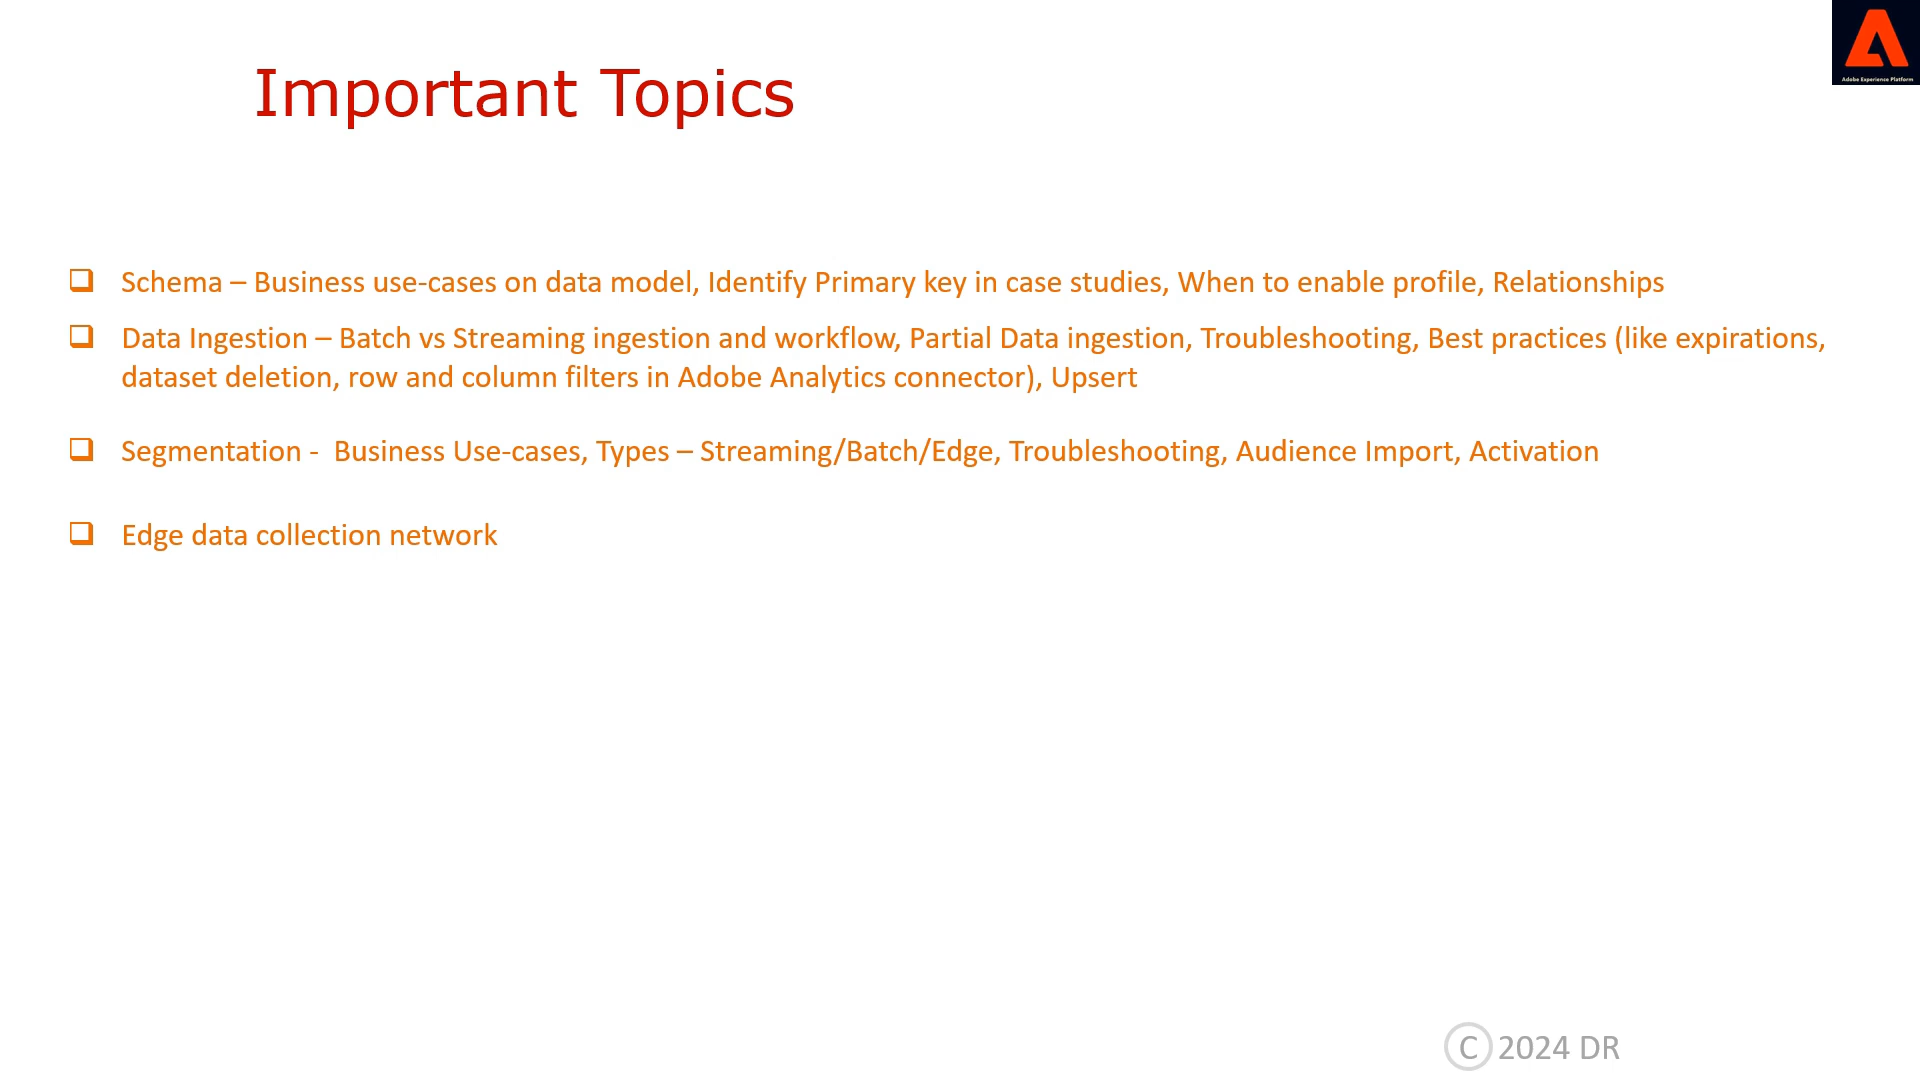 Important Topics
Adobe Experience Platform
Schema – Business use-cases on data model, Identify Primary key in case studies, When to enable profile, Relationships
Data Ingestion – Batch vs Streaming ingestion and workflow, Partial Data ingestion, Troubleshooting, Best practices (like expirations,
dataset deletion, row and column filters in Adobe Analytics connector), Upsert
Segmentation -  Business Use-cases, Types – Streaming/Batch/Edge, Troubleshooting, Audience Import, Activation
Edge data collection network
© 2024 DR